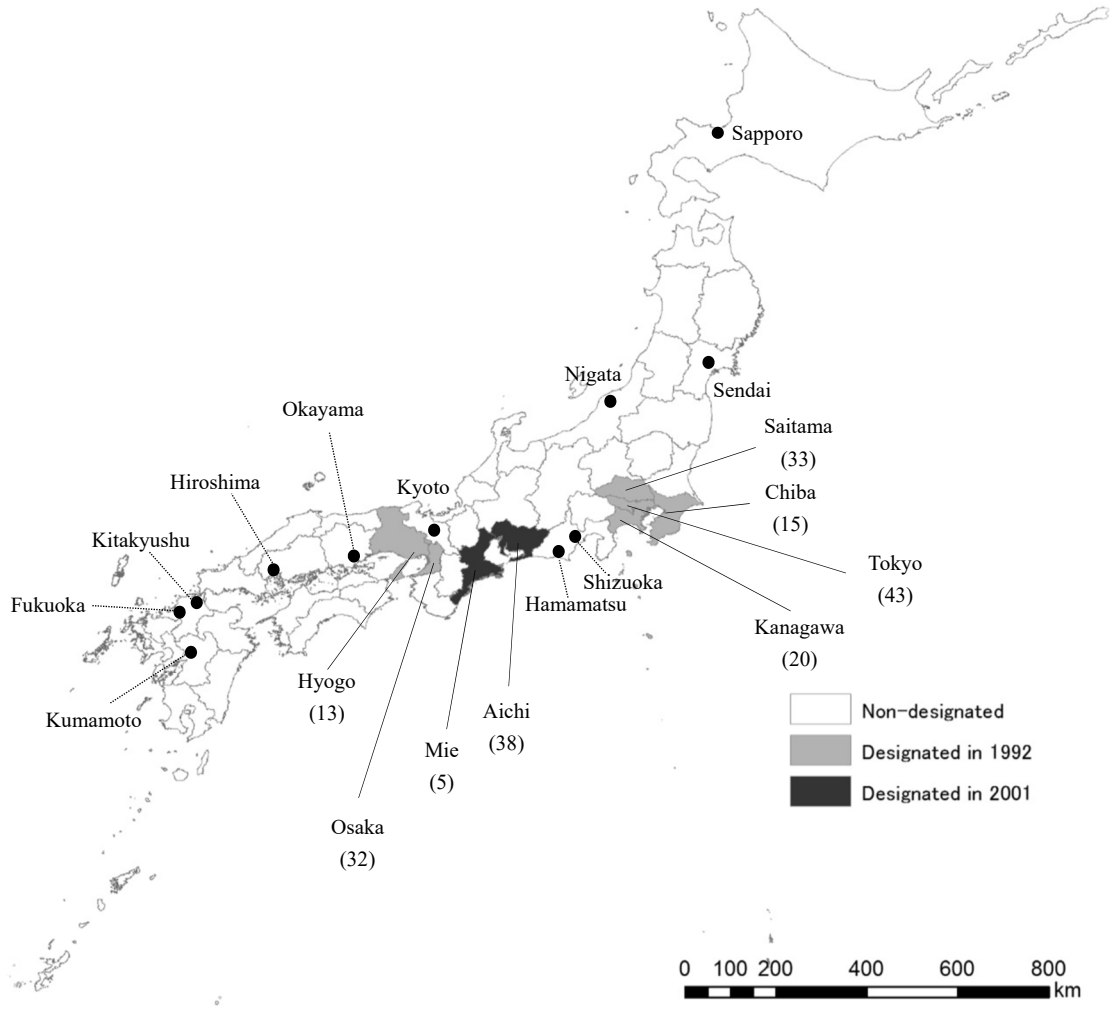 Sapporo
Nigata
Sendai
Okayama
Saitama
(33)
Hiroshima
Kyoto
Chiba
(15)
Kitakyushu
Tokyo
(43)
Shizuoka
Hamamatsu
Fukuoka
Kanagawa
(20)
Hyogo
(13)
Kumamoto
Aichi
(38)
Mie
(5)
Osaka
(32)
Non-designated
Designated in 1992
Designated in 2001
0 100 200 400 600 800
km